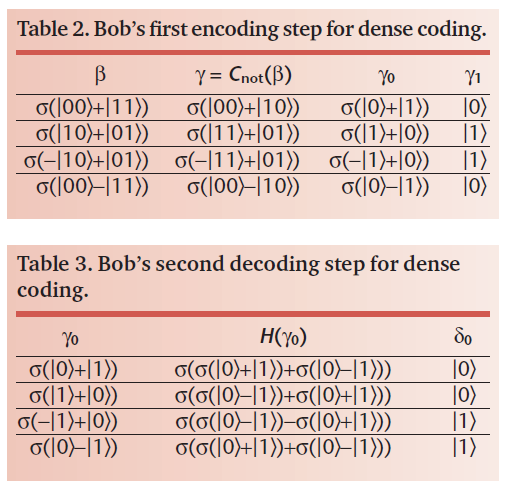 Table 2. Bob's first encoding step for dense coding.
β γ = Cnot(β) γ0 γ1
σ(|00⟩+|11⟩) σ(|00⟩+|10⟩) σ(|0⟩+|1⟩) |0⟩
σ(|10⟩+|01⟩) σ(|11⟩+|01⟩) σ(|1⟩+|0⟩) |1⟩
σ(–|10⟩+|01⟩) σ(–|11⟩+|01⟩) σ(–|1⟩+|0⟩) |1⟩
σ(|00⟩–|11⟩) σ(|00⟩–|10⟩) σ(|0⟩–|1⟩) |0⟩
Table 3. Bob's second decoding step for dense
coding.
γ0 H(γ0) δ0
σ(|0⟩+|1⟩) σ(σ(|0⟩+|1⟩)+σ(|0⟩–|1⟩)) |0⟩
σ(|1⟩+|0⟩) σ(σ(|0⟩–|1⟩)+σ(|0⟩+|1⟩)) |0⟩
σ(–|1⟩+|0⟩) σ(σ(|0⟩–|1⟩)–σ(|0⟩+|1⟩)) |1⟩
σ(|0⟩–|1⟩) σ(σ(|0⟩+|1⟩)+σ(|0⟩–|1⟩)) |1⟩